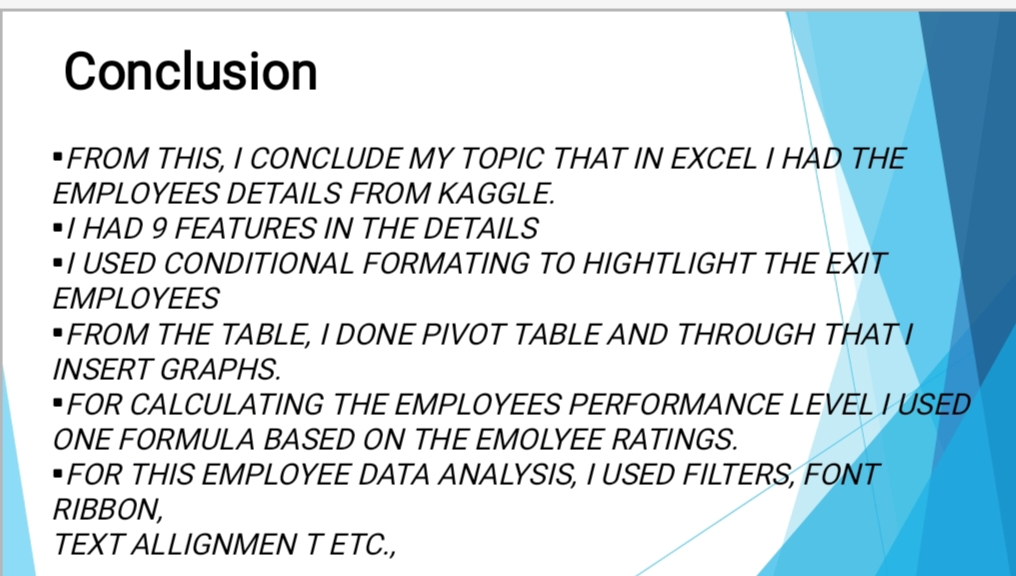 Conclusion
▪FROM THIS, I CONCLUDE MY TOPIC THAT IN EXCEL I HAD THE
EMPLOYEES DETAILS FROM KAGGLE.
▪I HAD 9 FEATURES IN THE DETAILS
▪I USED CONDITIONAL FORMATING TO HIGHTLIGHT THE EXIT
EMPLOYEES
▪FROM THE TABLE, I DONE PIVOT TABLE AND THROUGH THAT I
INSERT GRAPHS.
▪FOR CALCULATING THE EMPLOYEES PERFORMANCE LEVEL I USED
ONE FORMULA BASED ON THE EMOLYEE RATINGS.
▪FOR THIS EMPLOYEE DATA ANALYSIS, I USED FILTERS, FONT
RIBBON,
TEXT ALLIGNMEN T ETC.,